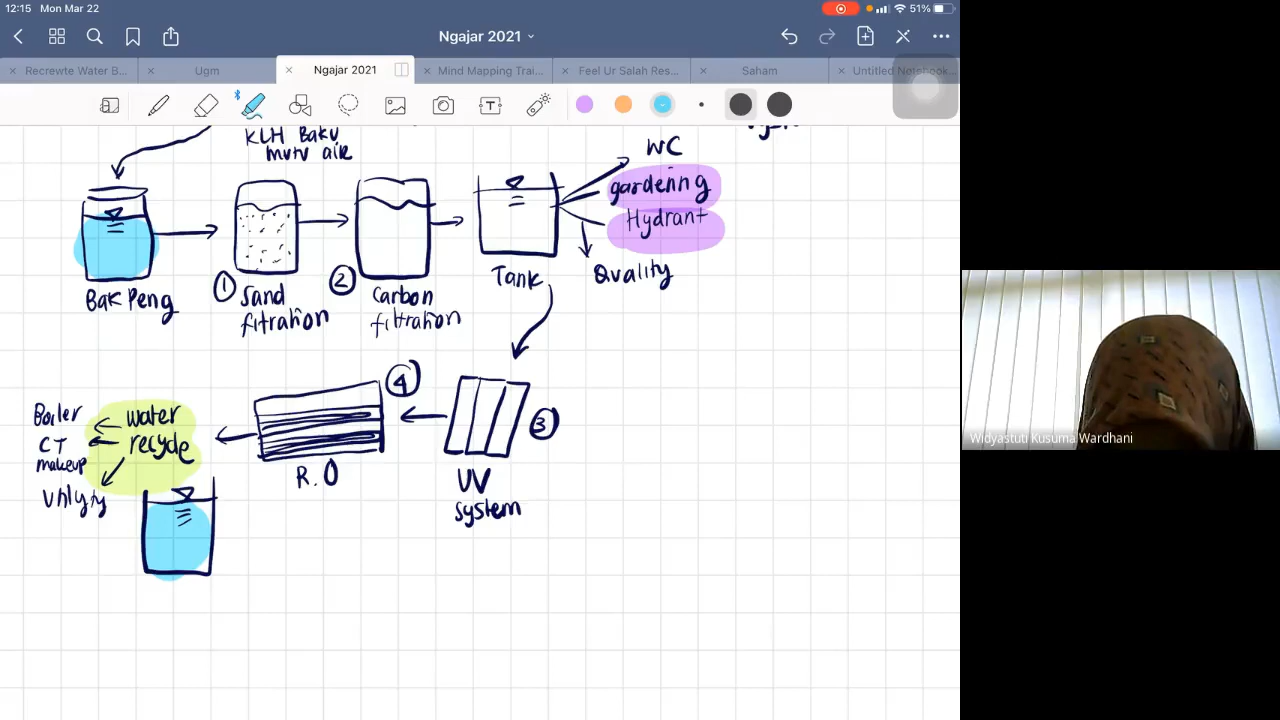 12:15 Mon Mar 22
51%
Ngajar 2021
Recrewte Water B...
Ugm
Ngajar 2021
Mind Mapping Trai...
Feel Ur Salah Res...
Saham
Untitled Notebook...
KLH Baku
mutu air
WC
gardening
Hydrant
Quality
Bak Peng
1
Sand
filtration
2
Carbon
filtration
Tank
4
3
Boiler
CT
makeup
water
recycle
R.O
UV
system
Widyastuti Kusuma Wardhani